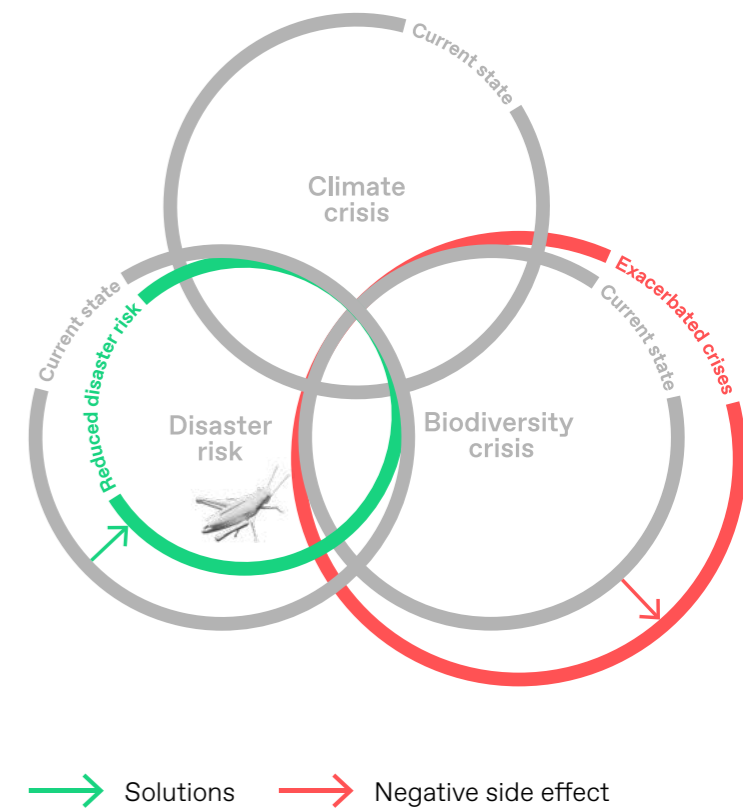 Current state
Climate
crisis
Exacerbated crises
Current state
Current state
Reduced disaster risk
Disaster
risk
Biodiversity
crisis
Solutions
Negative side effect